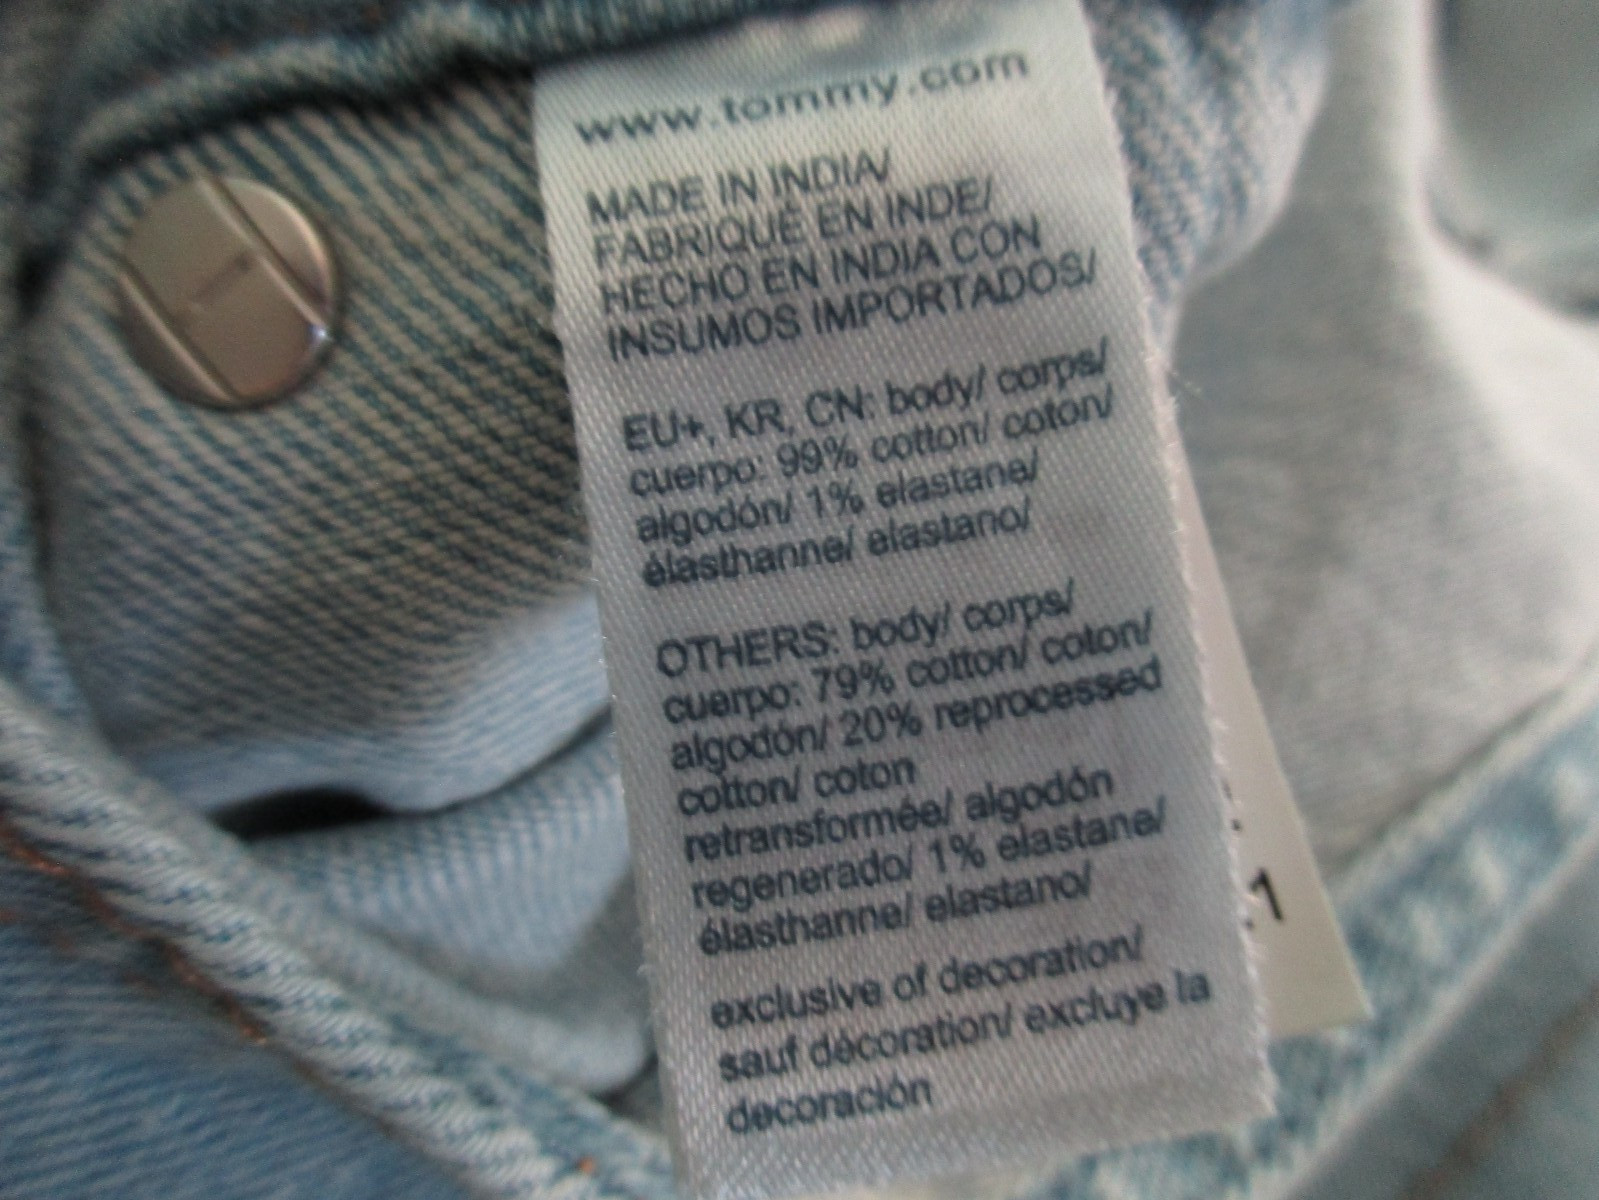 www.tommy.com
MADE IN INDIA/
FABRIQUÉ EN INDE/
HECHO EN INDIA CON
INSUMOS IMPORTADOS/
EU+, KR, CN: body/ corps/
cuerpo: 99% cotton/ coton/
algodón/ 1% elastane/
élasthanne/ elastano/
OTHERS: body/ corps/
cuerpo: 79% cotton/ coton/
algodón/ 20% reprocessed
cotton/ coton
retransformée/ algodón
regenerado/ 1% elastane/
élasthanne/ elastano/
exclusive of decoration/
sauf décoration/ excluye la
decoración